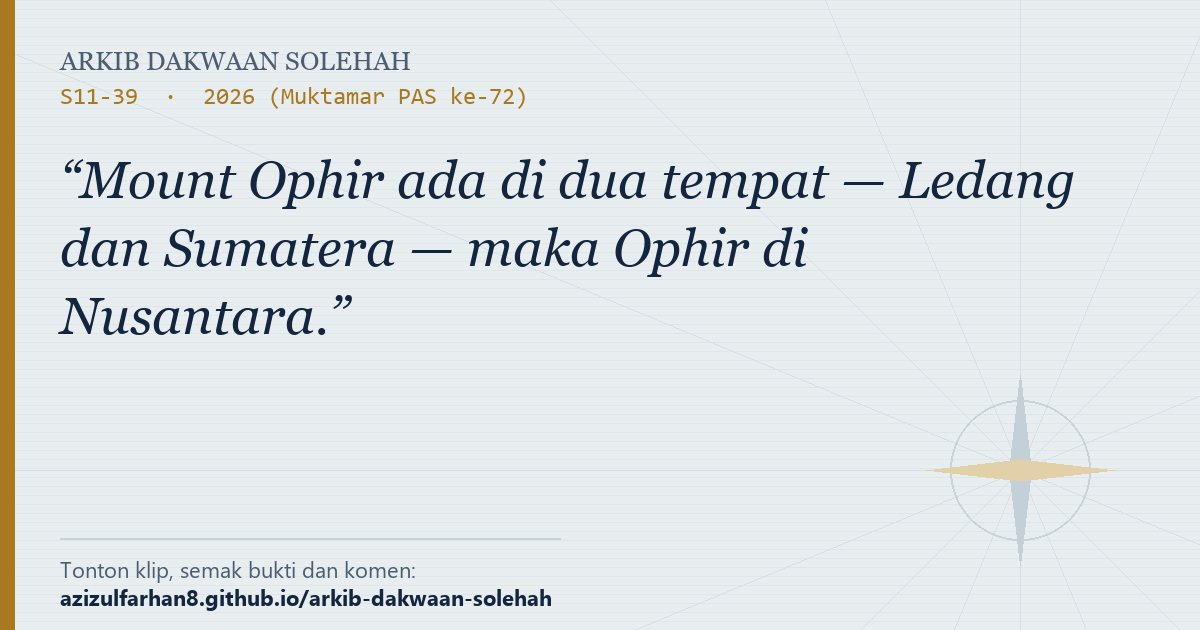 ARKIB DAKWAAN SOLEHAH
S11-39 · 2026 (Muktamar PAS ke-72)
“Mount Ophir ada di dua tempat — Ledang
dan Sumatera — maka Ophir di
Nusantara.”
Tonton klip, semak bukti dan komen:
azizulfarhan8.github.io/arkib-dakwaan-solehah